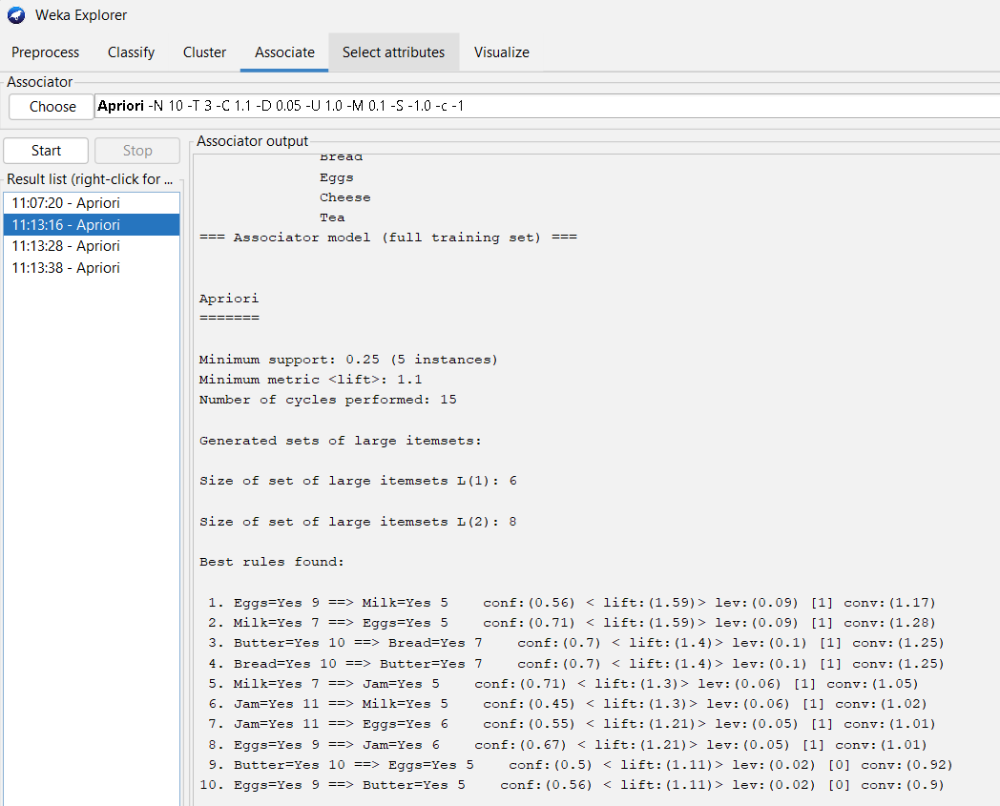 Weka Explorer
Preprocess Classify Cluster Associate Select attributes Visualize
Associator
Choose Apriori -N 10 -T 3 -C 1.1 -D 0.05 -U 1.0 -M 0.1 -S -1.0 -c -1
Start Stop
Result list (right-click for ...
11:07:20 - Apriori
11:13:16 - Apriori
11:13:28 - Apriori
11:13:38 - Apriori
Associator output
Bread
Eggs
Cheese
Tea
=== Associator model (full training set) ===
Apriori
=======
Minimum support: 0.25 (5 instances)
Minimum metric <lift>: 1.1
Number of cycles performed: 15
Generated sets of large itemsets:
Size of set of large itemsets L(1): 6
Size of set of large itemsets L(2): 8
Best rules found:
1. Eggs=Yes 9 ==> Milk=Yes 5 conf:(0.56) < lift:(1.59)> lev:(0.09) [1] conv:(1.17)
2. Milk=Yes 7 ==> Eggs=Yes 5 conf:(0.71) < lift:(1.59)> lev:(0.09) [1] conv:(1.28)
3. Butter=Yes 10 ==> Bread=Yes 7 conf:(0.7) < lift:(1.4)> lev:(0.1) [1] conv:(1.25)
4. Bread=Yes 10 ==> Butter=Yes 7 conf:(0.7) < lift:(1.4)> lev:(0.1) [1] conv:(1.25)
5. Milk=Yes 7 ==> Jam=Yes 5 conf:(0.71) < lift:(1.3)> lev:(0.06) [1] conv:(1.05)
6. Jam=Yes 11 ==> Milk=Yes 5 conf:(0.45) < lift:(1.3)> lev:(0.06) [1] conv:(1.02)
7. Jam=Yes 11 ==> Eggs=Yes 6 conf:(0.55) < lift:(1.21)> lev:(0.05) [1] conv:(1.01)
8. Eggs=Yes 9 ==> Jam=Yes 6 conf:(0.67) < lift:(1.21)> lev:(0.05) [1] conv:(1.01)
9. Butter=Yes 10 ==> Eggs=Yes 5 conf:(0.5) < lift:(1.11)> lev:(0.02) [0] conv:(0.92)
10. Eggs=Yes 9 ==> Butter=Yes 5 conf:(0.56) < lift:(1.11)> lev:(0.02) [0] conv:(0.9)